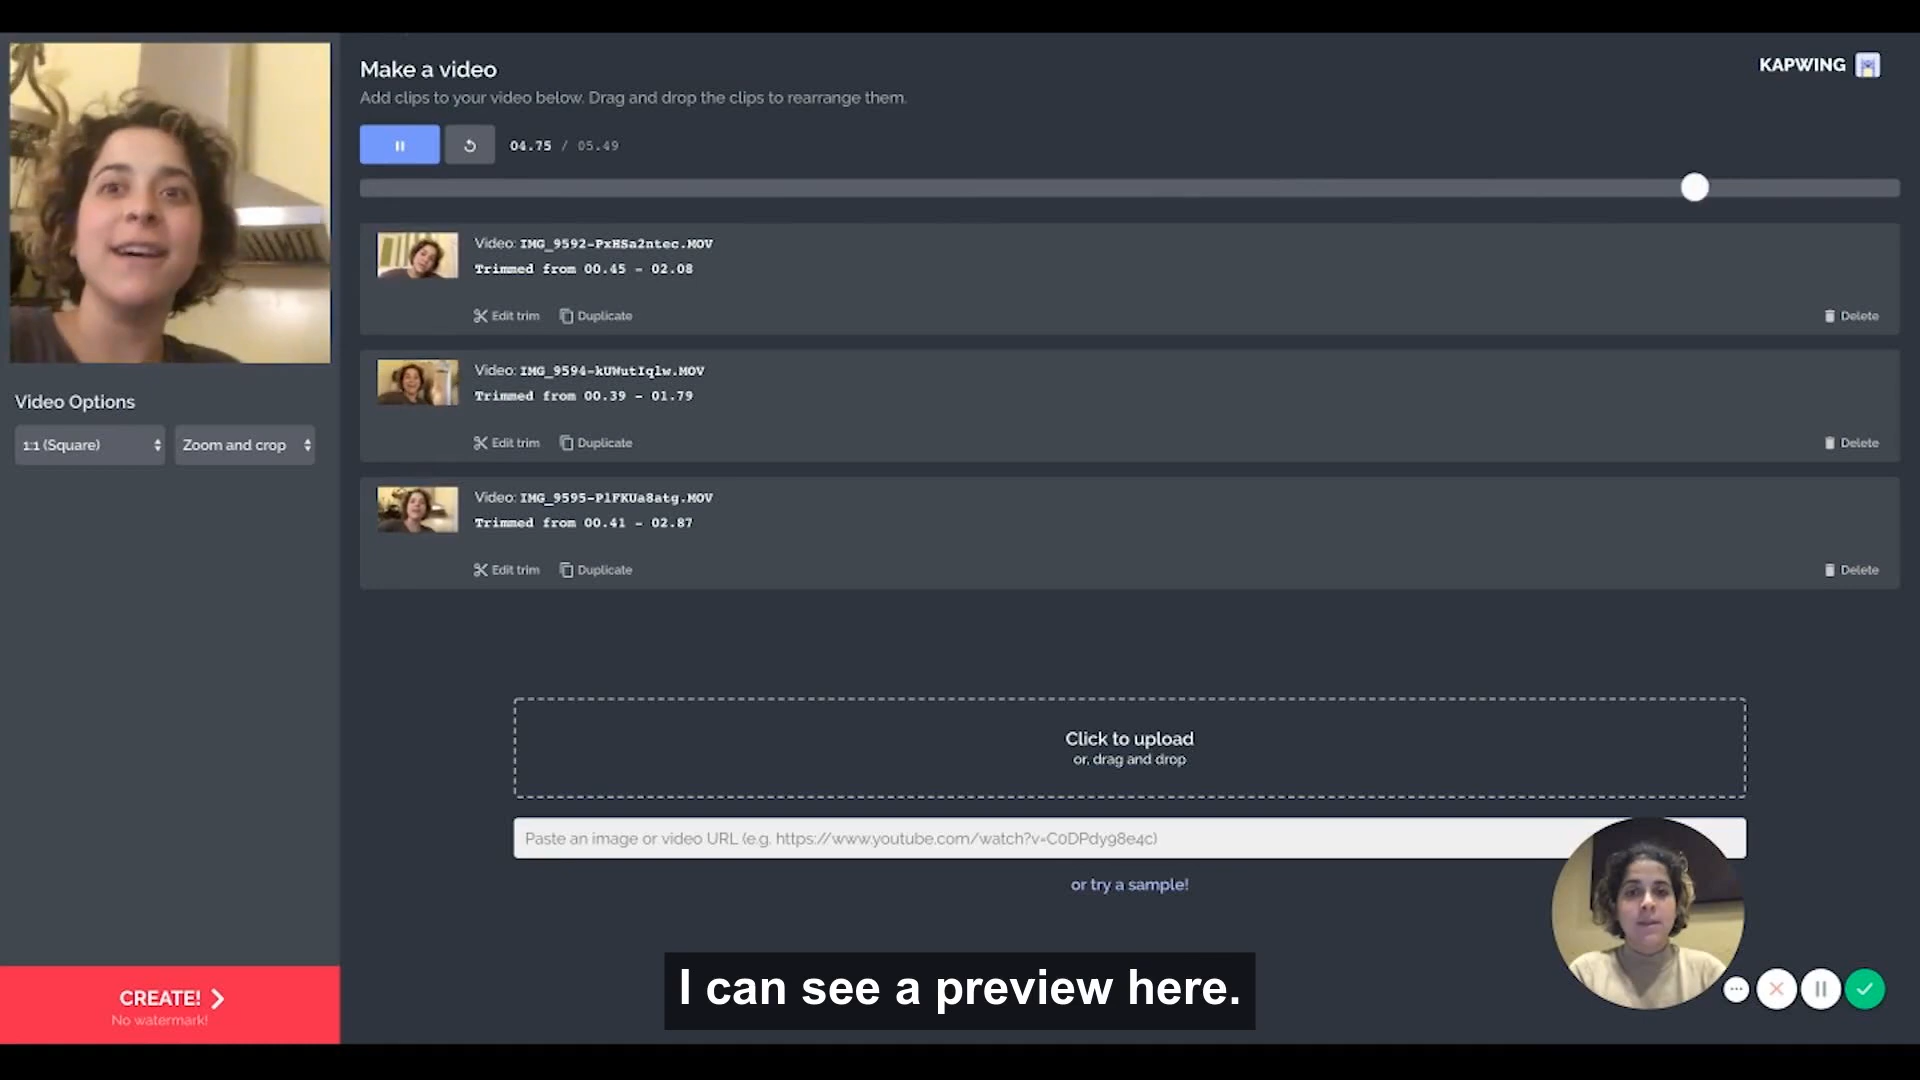 Make a video
KAPWING
Add clips to your video below. Drag and drop the clips to rearrange them.
04.75 / 05.49
Video: IMG_9592-PxHSa2ntec.MOV
Trimmed from 00.45 - 02.08
Edit trim Duplicate Delete
Video: IMG_9594-kUWutIqlw.MOV
Trimmed from 00.39 - 01.79
Edit trim Duplicate Delete
Video: IMG_9595-PlFKUa8atg.MOV
Trimmed from 00.41 - 02.87
Edit trim Duplicate Delete
Video Options
1:1 (Square) Zoom and crop
Click to upload
or, drag and drop
Paste an image or video URL (e.g. https://www.youtube.com/watch?v=C0DPdy98e4c)
or try a sample!
CREATE!
No watermark!
I can see a preview here.